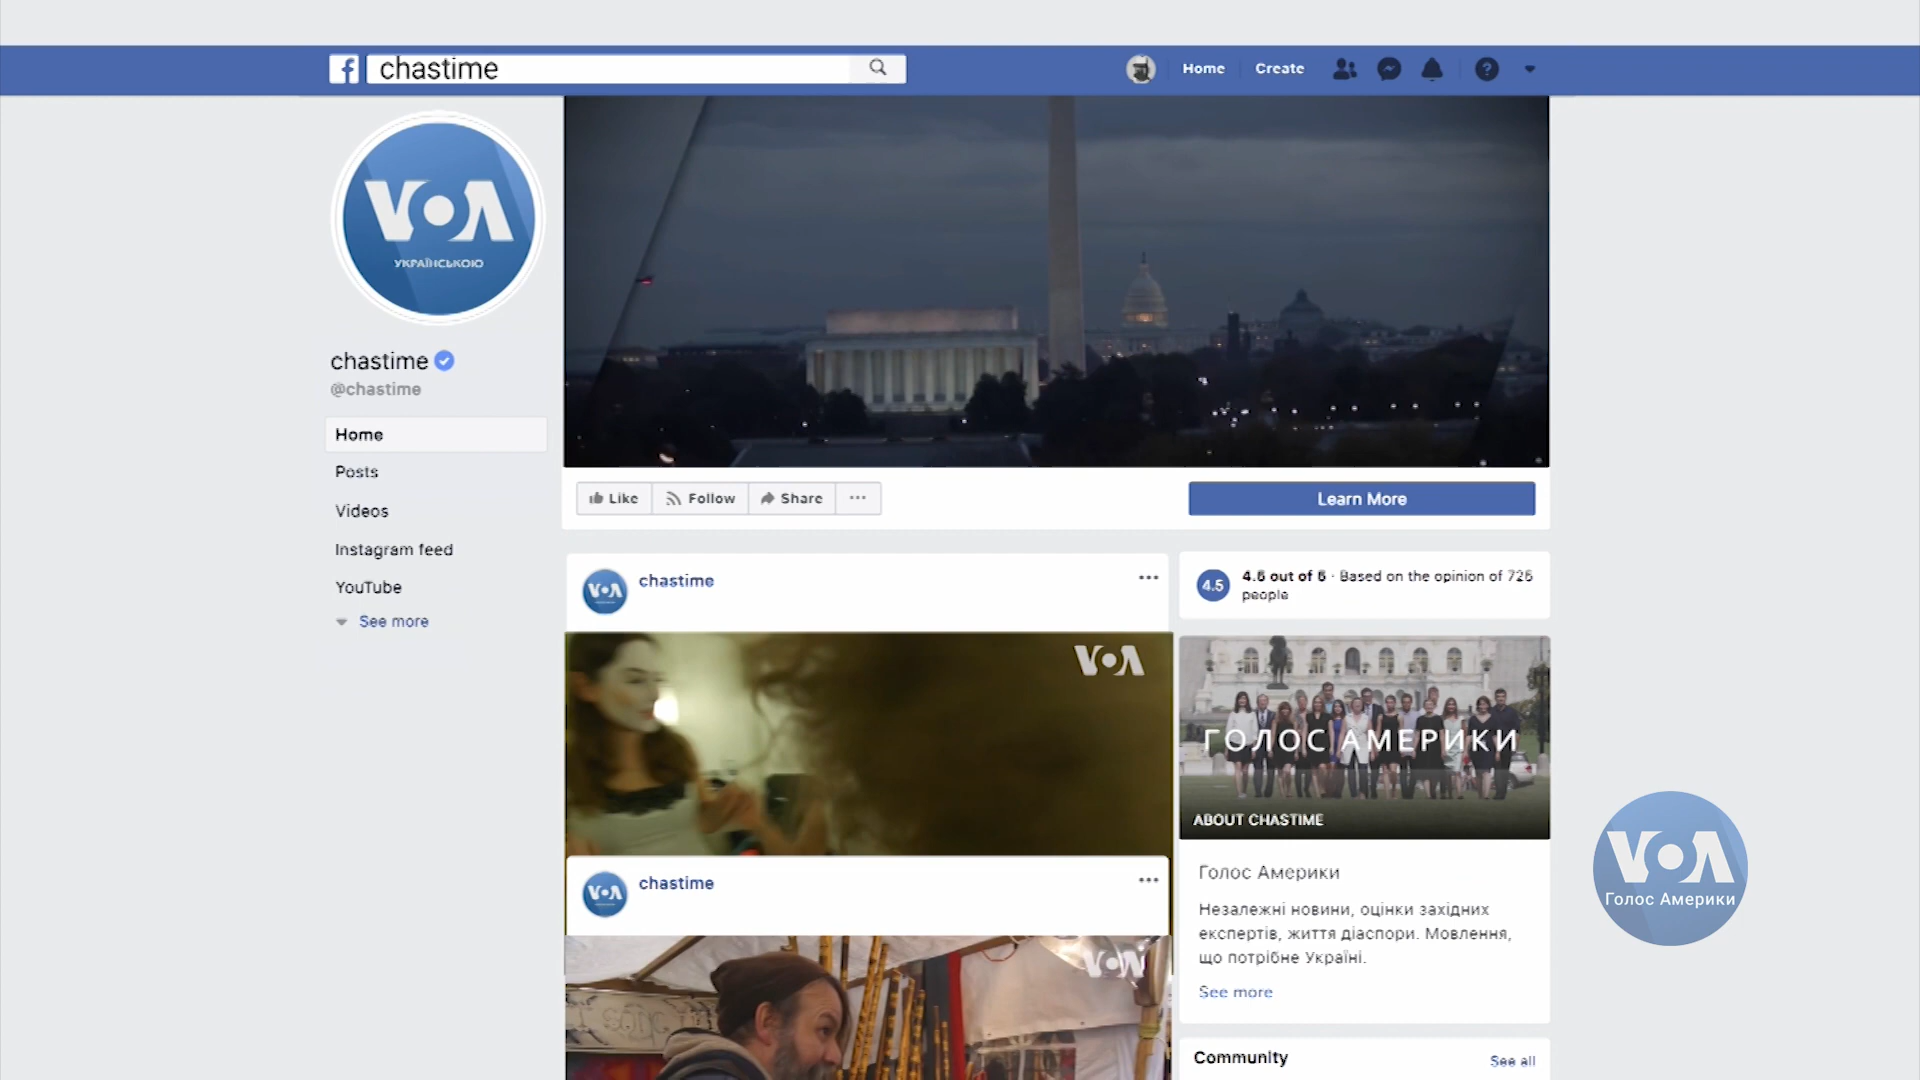 chastime
Home
Create
VOA
УКРАЇНСЬКОЮ
chastime
@chastime
Home
Posts
Videos
Instagram feed
YouTube
See more
Like
Follow
Share
Learn More
VOA
chastime
VOA
4.5
4.5 out of 5 · Based on the opinion of 725
people
ГОЛОС АМЕРИКИ
ABOUT CHASTIME
Голос Америки
Незалежні новини, оцінки західних
експертів, життя діаспори. Мовлення,
що потрібне Україні.
See more
VOA
chastime
VOA
Community
See all
VOA
Голос Америки